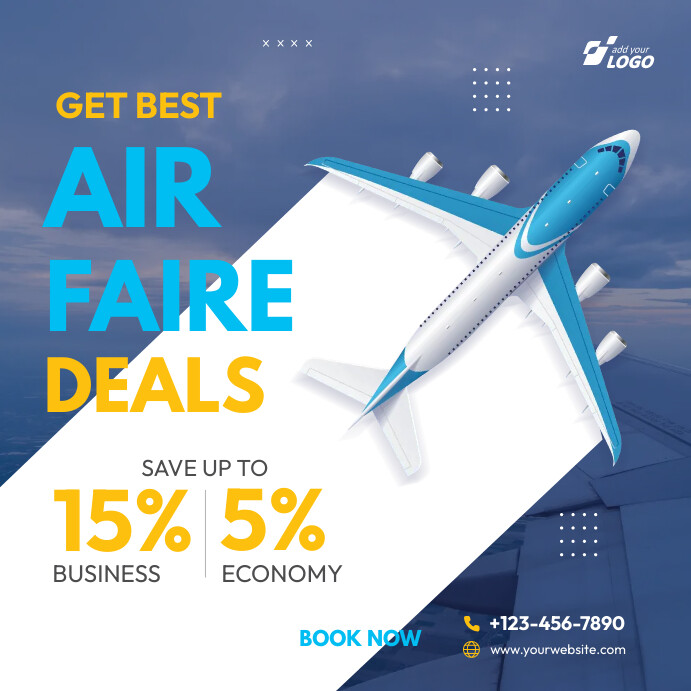 x x x x
add your
LOGO
GET BEST
AIR
FAIRE
DEALS
SAVE UP TO
15% 5%
BUSINESS ECONOMY
BOOK NOW
+123-456-7890
www.yourwebsite.com